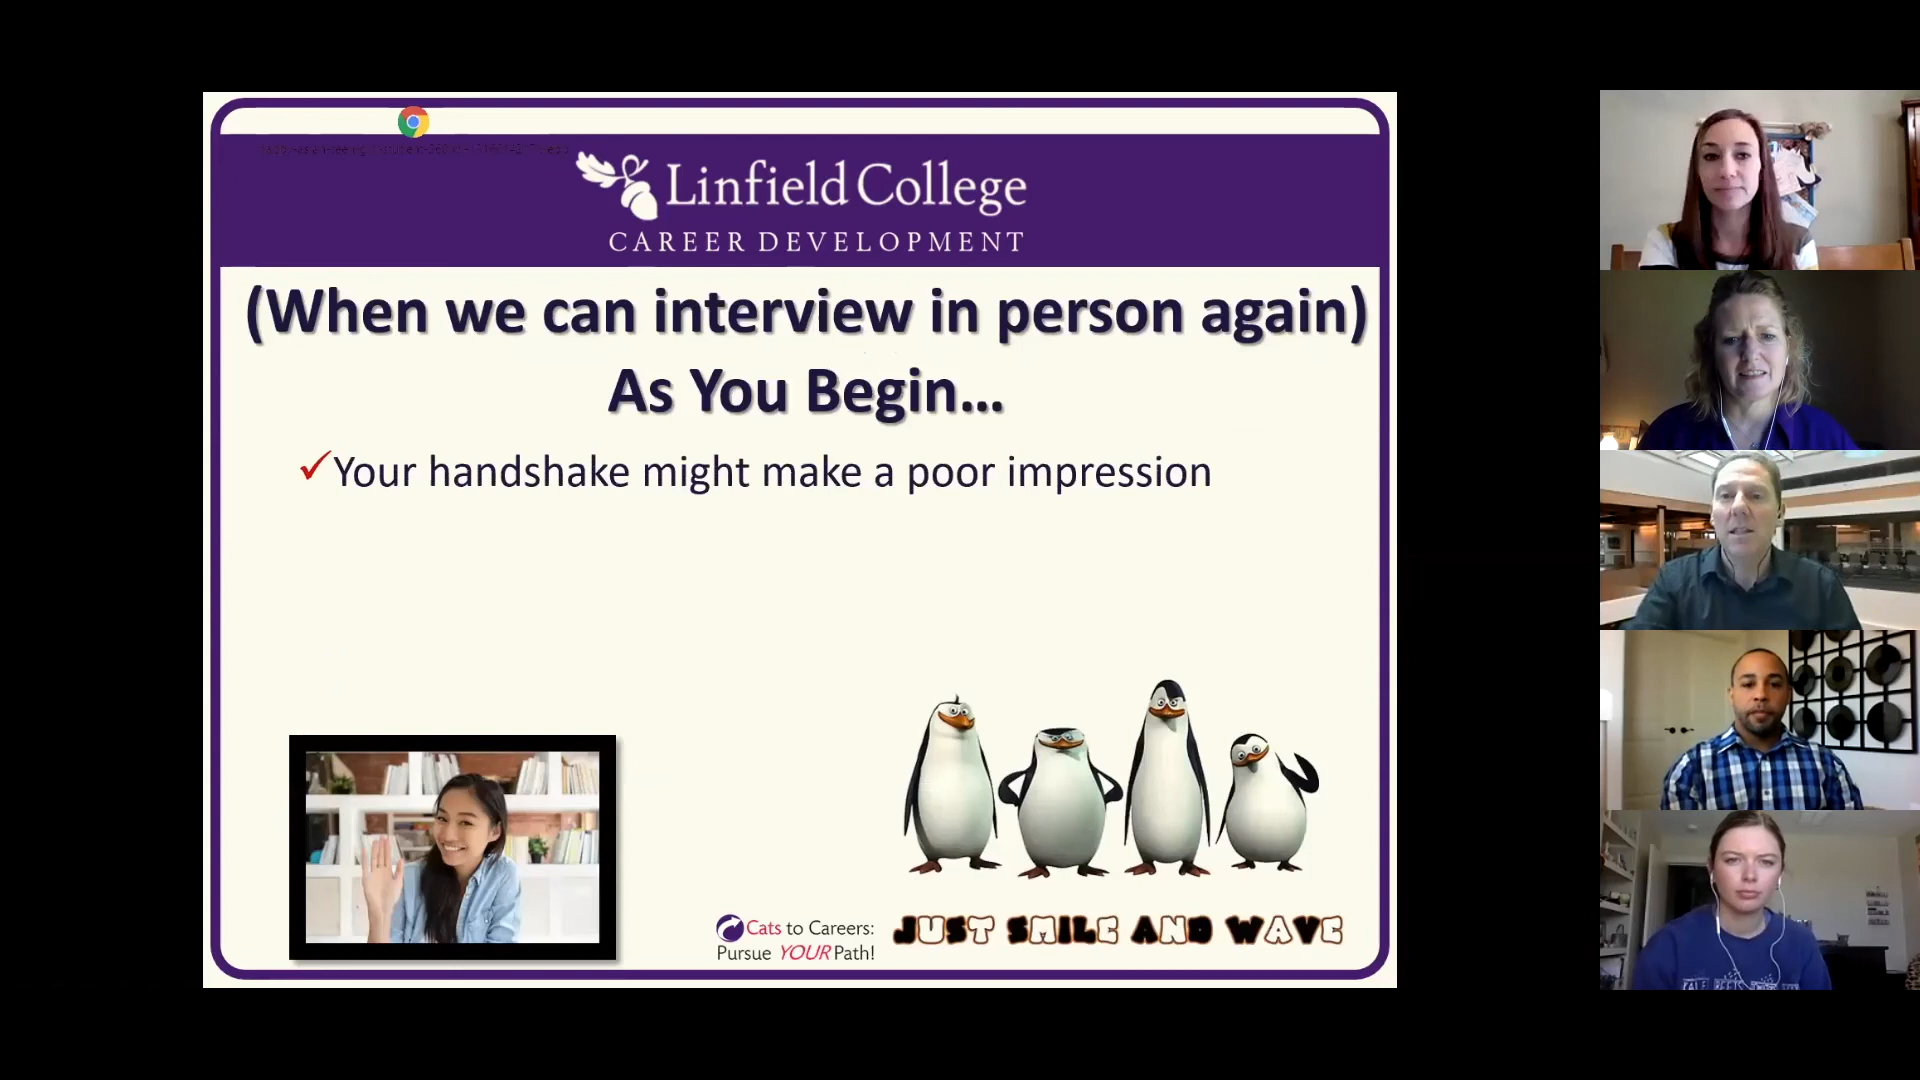 Linfield College
CAREER DEVELOPMENT
(When we can interview in person again)
As You Begin...
✓Your handshake might make a poor impression
Cats to Careers:
Pursue YOUR Path!
JUST SMILE AND WAVE